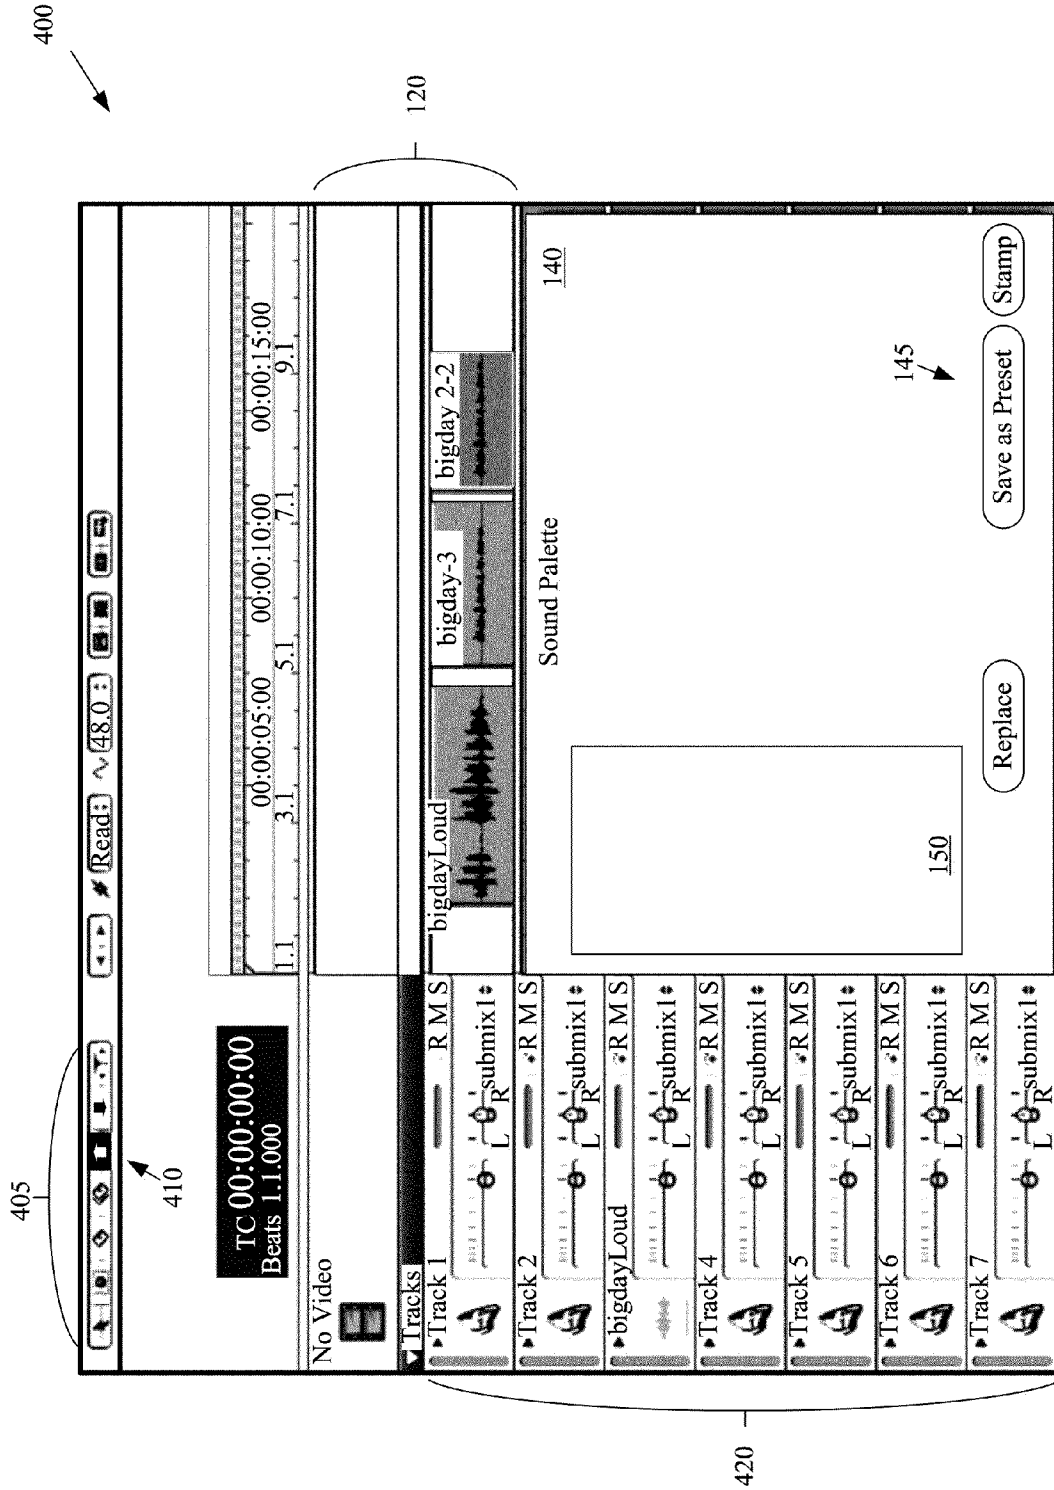 400
405
Read
48.0
410
TC 00:00:00:00
Beats 1.1.000
00:00:05:00 00:00:10:00 00:00:15:00
1.1 3.1 5.1 7.1 9.1
No Video
120
Tracks
Track 1 R M S
submix1
L R
bigdayLoud bigday-3 bigday 2-2
Track 2 R M S
submix1
L R
bigdayLoud R M S
submix1
L R
Track 4 R M S
submix1
L R
Track 5 R M S
submix1
L R
Track 6 R M S
submix1
L R
Track 7 R M S
submix1
L R
Sound Palette
140
150
145
Replace
Save as Preset
Stamp
420